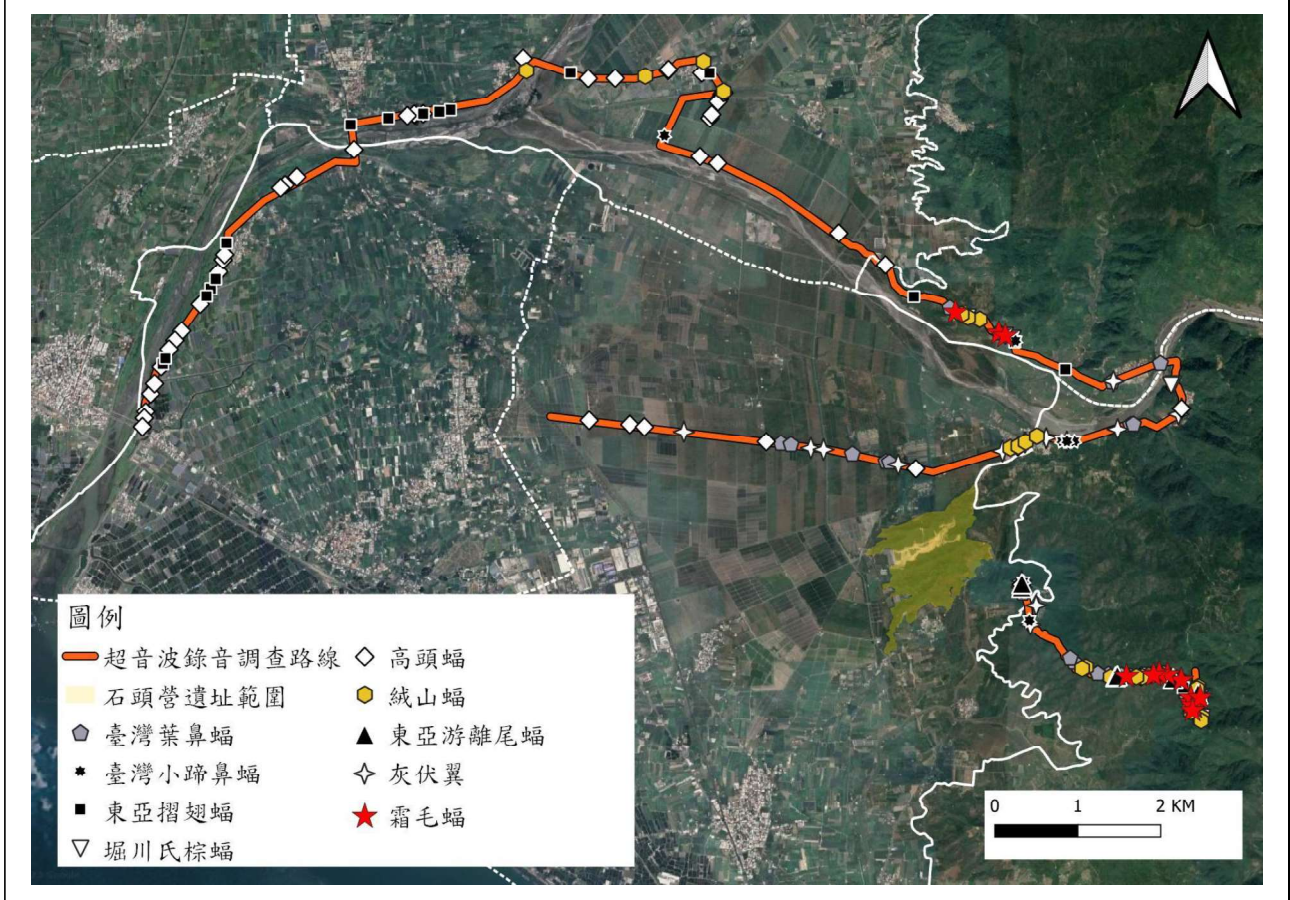 圖例
超音波錄音調查路線
高頭蝠
石頭營遺址範圍
絨山蝠
臺灣葉鼻蝠
東亞游離尾蝠
臺灣小蹄鼻蝠
灰伏翼
東亞摺翅蝠
霜毛蝠
堀川氏棕蝠
0 1 2 KM